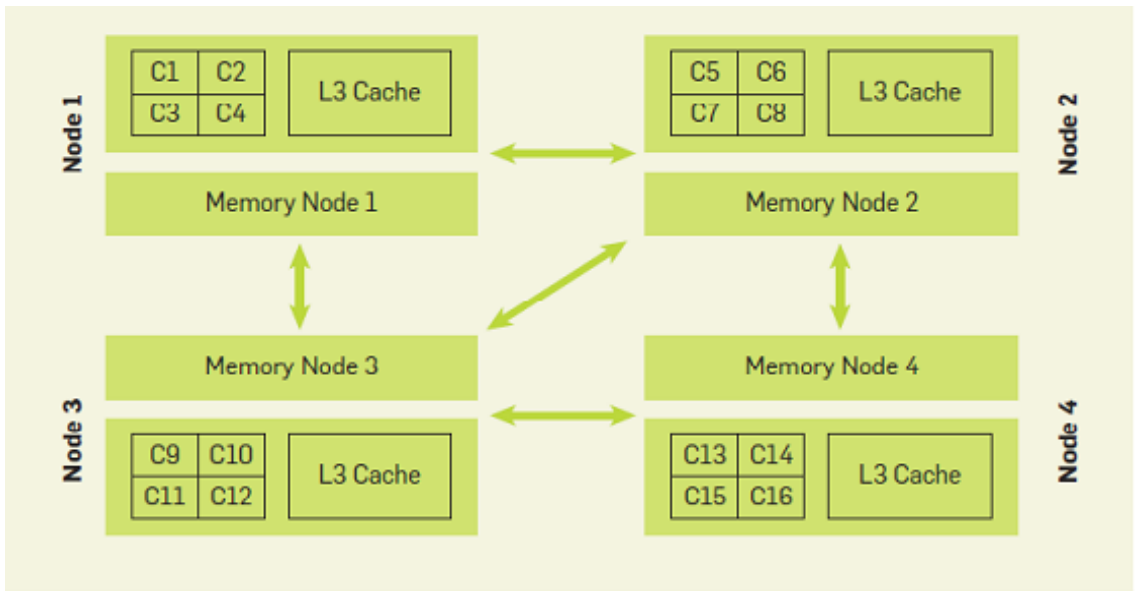 Node 1
C1 C2
C3 C4
L3 Cache
Memory Node 1
Node 2
C5 C6
C7 C8
L3 Cache
Memory Node 2
Node 3
Memory Node 3
C9 C10
C11 C12
L3 Cache
Node 4
Memory Node 4
C13 C14
C15 C16
L3 Cache